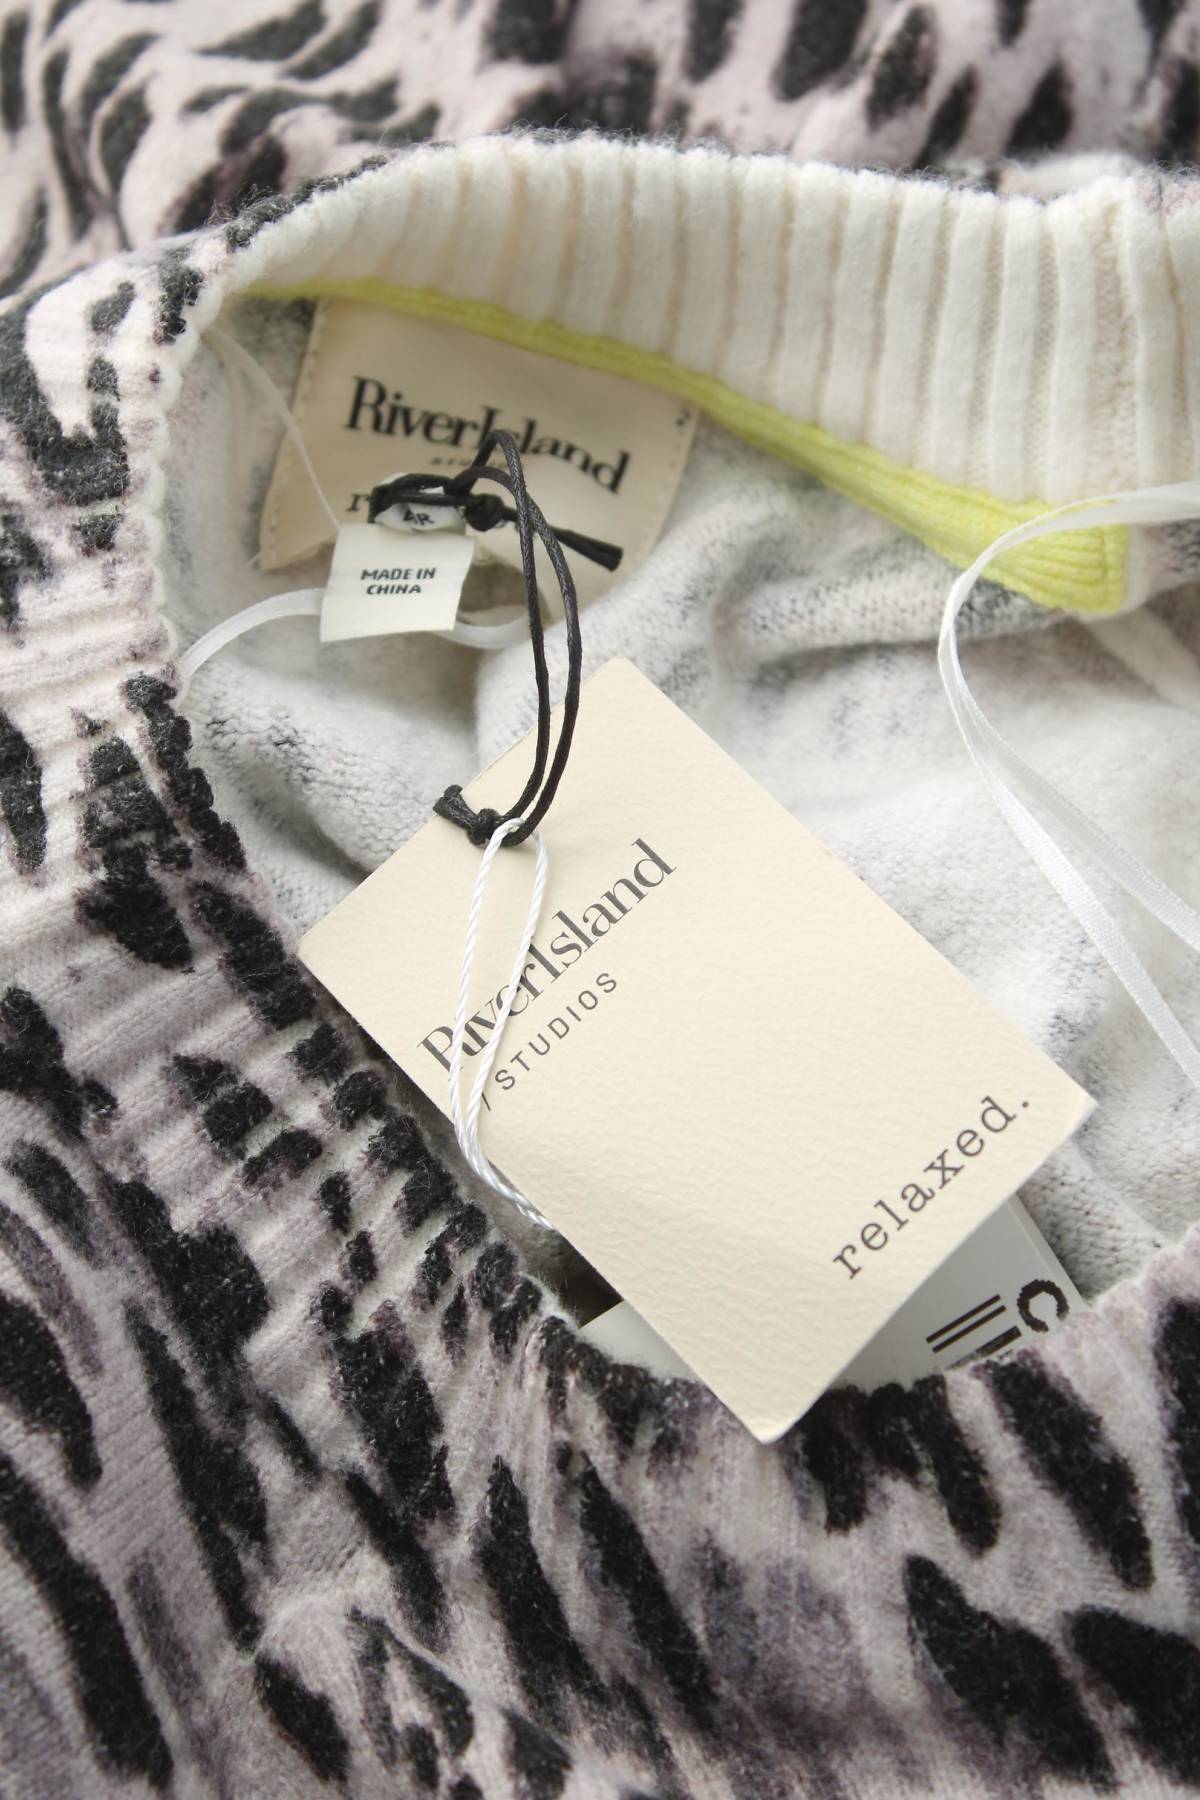 RiverIsland
MADE IN
CHINA
RiverIsland
/ STUDIOS
relaxed.